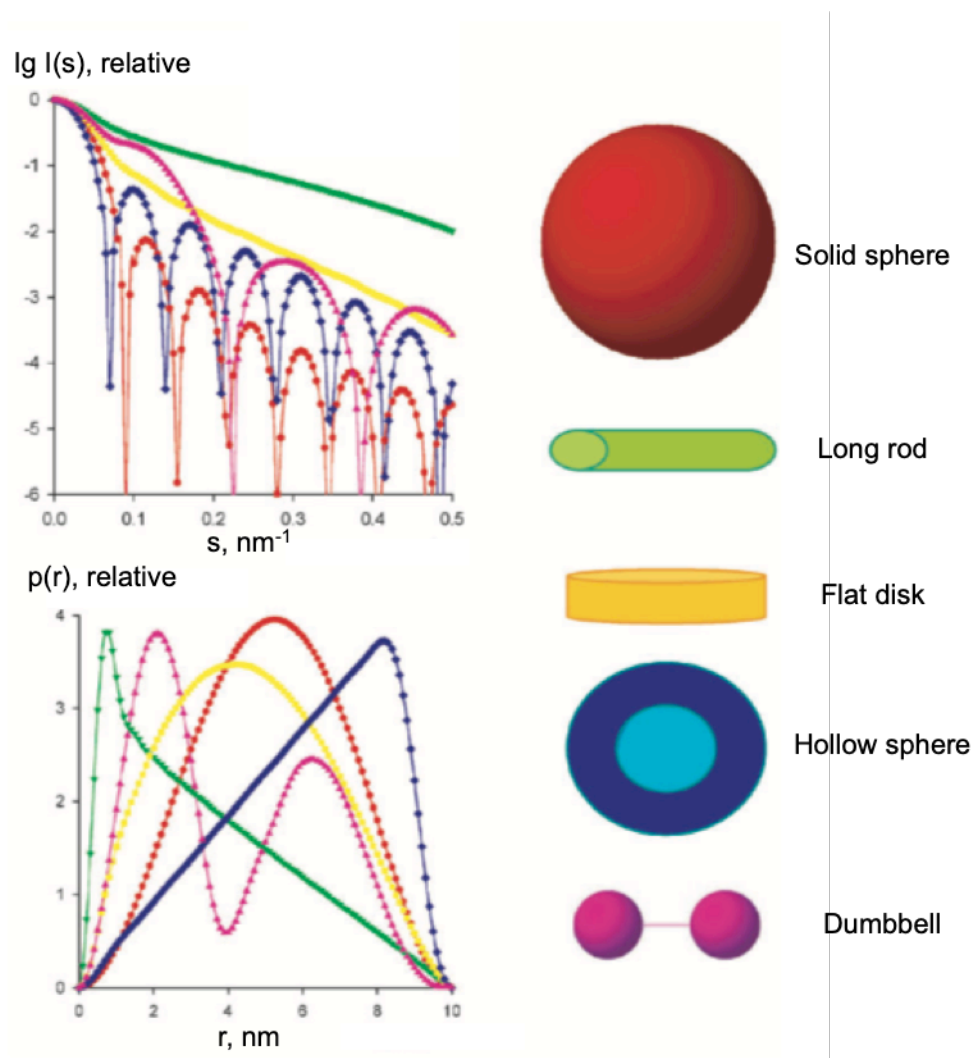 lg I(s), relative
0
-1
-2
-3
-4
-5
-6
0.0 0.1 0.2 0.3 0.4 0.5
s, nm-1
p(r), relative
4
3
2
1
0
0 2 4 6 8 10
r, nm
Solid sphere
Long rod
Flat disk
Hollow sphere
Dumbbell